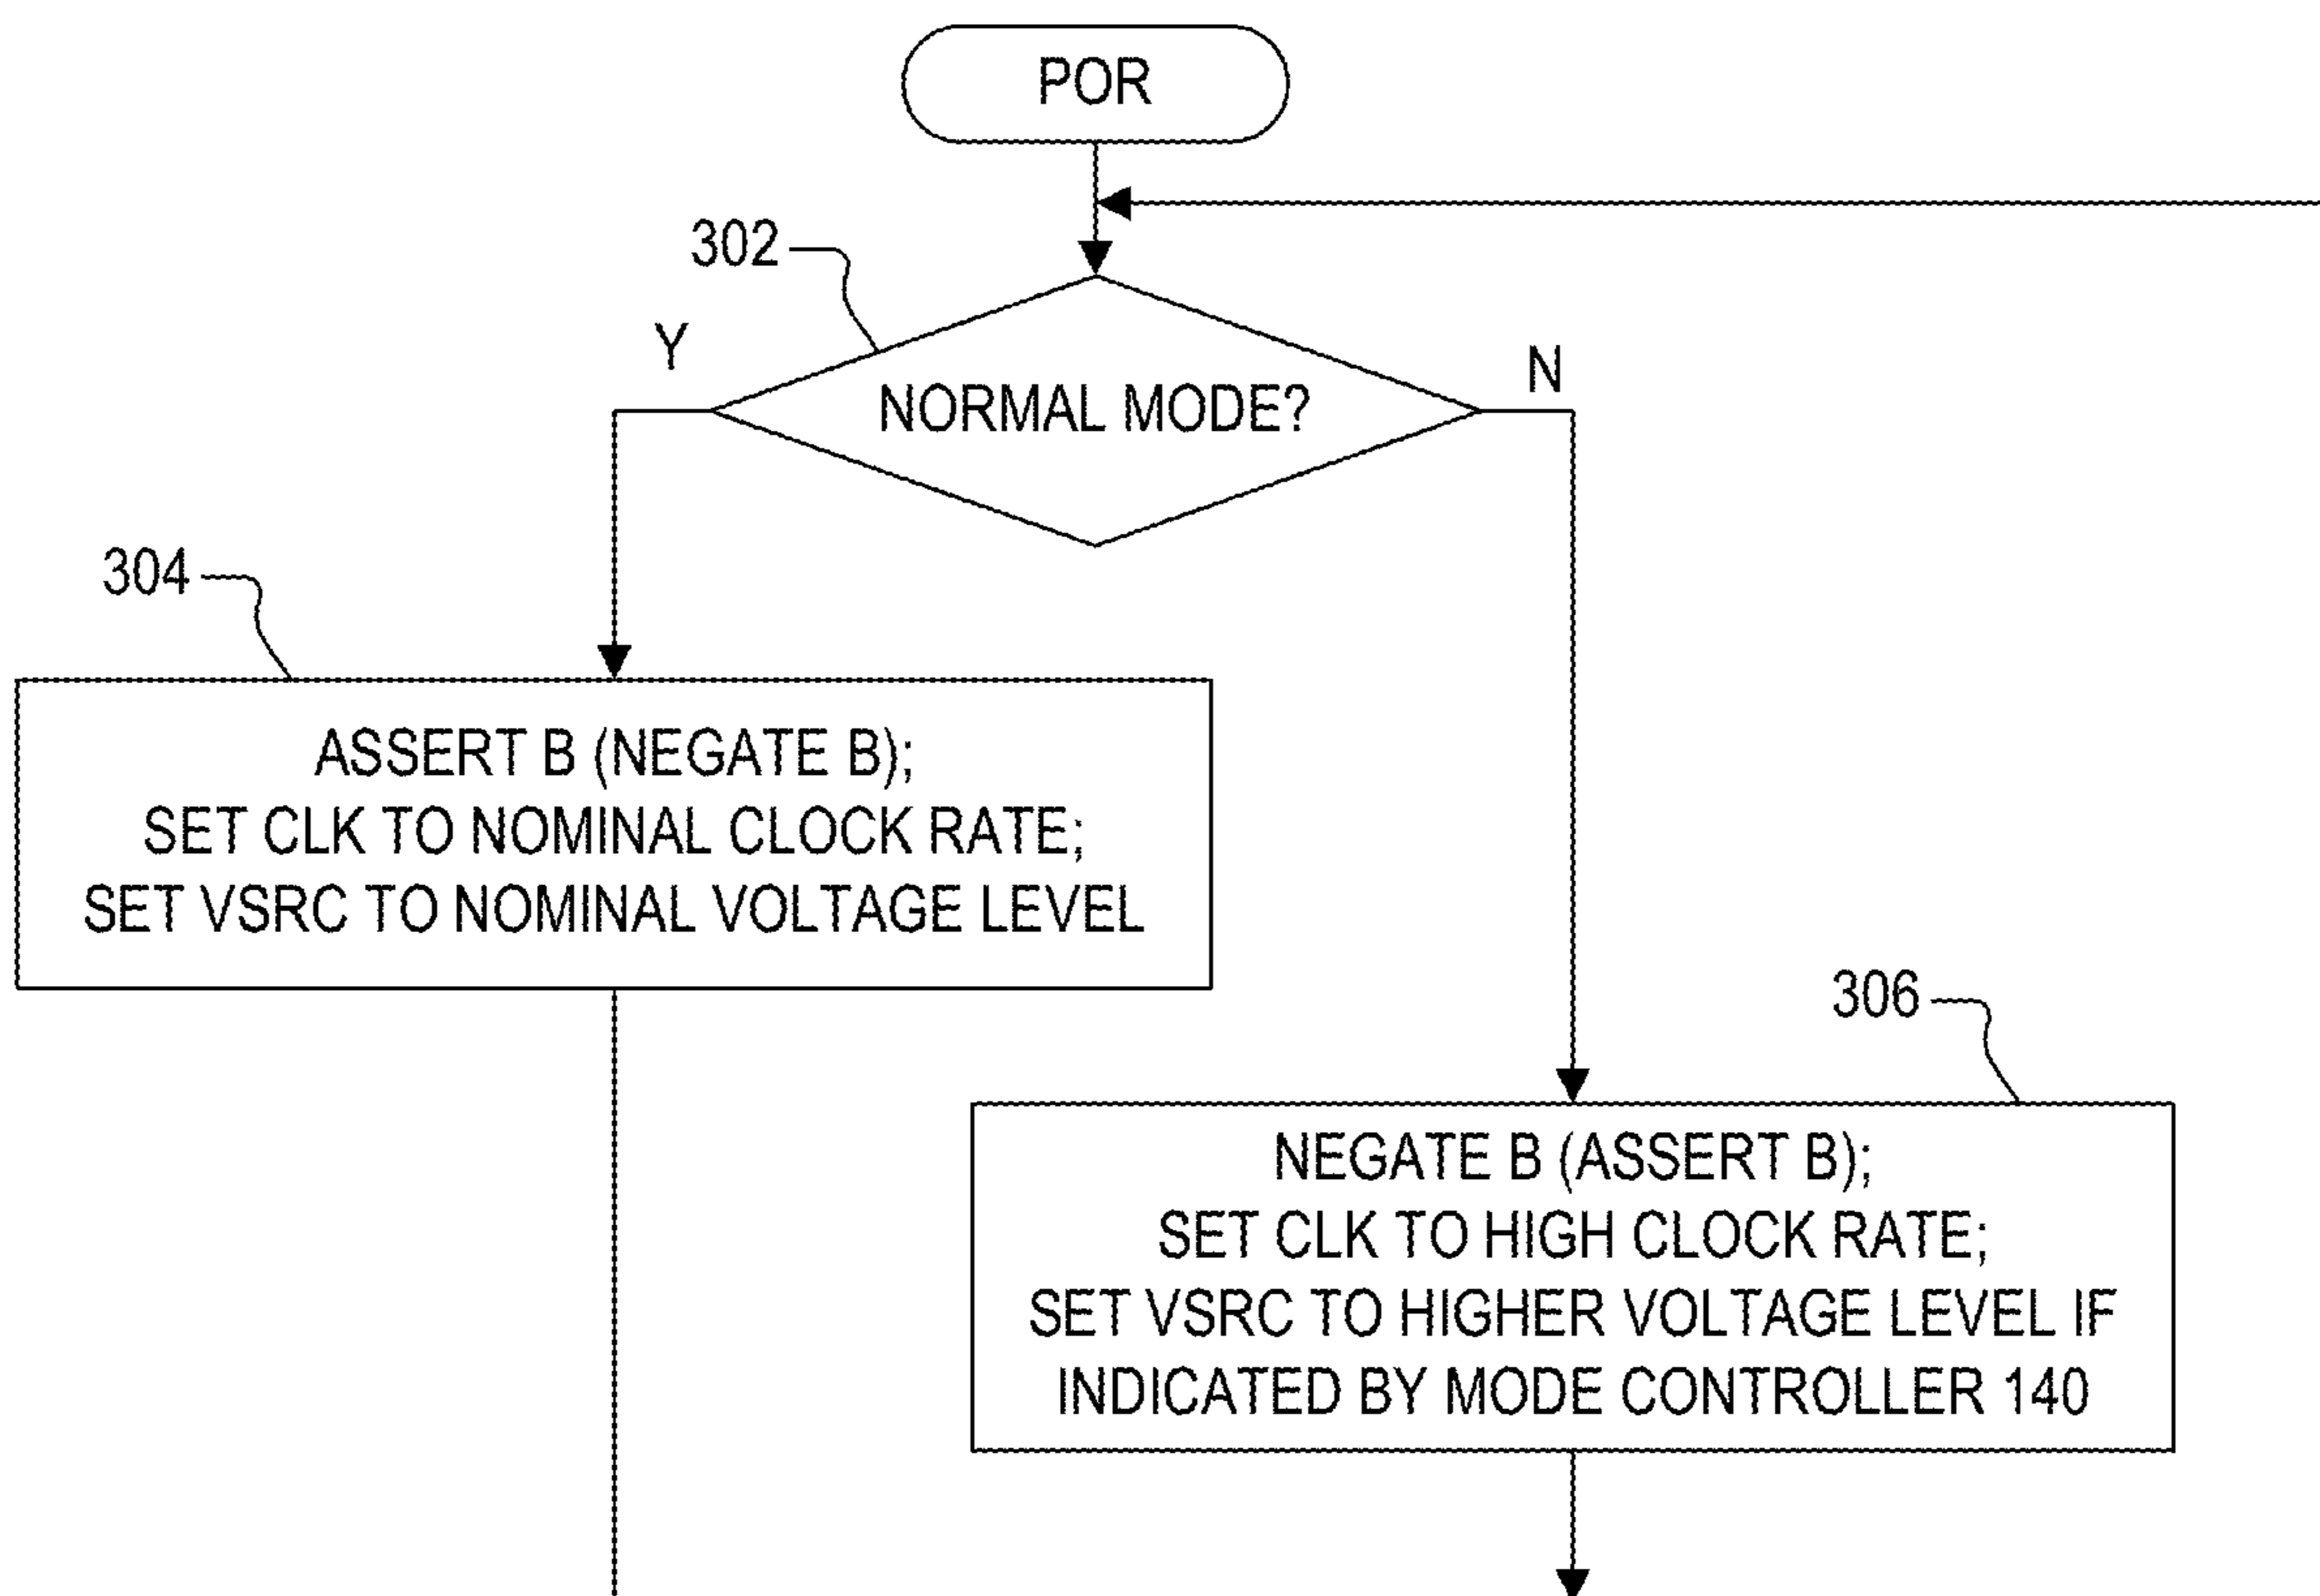 POR
302
Y
N
NORMAL MODE?
304
ASSERT B (NEGATE B);
SET CLK TO NOMINAL CLOCK RATE;
SET VSRC TO NOMINAL VOLTAGE LEVEL
306
NEGATE B (ASSERT B);
SET CLK TO HIGH CLOCK RATE;
SET VSRC TO HIGHER VOLTAGE LEVEL IF
INDICATED BY MODE CONTROLLER 140